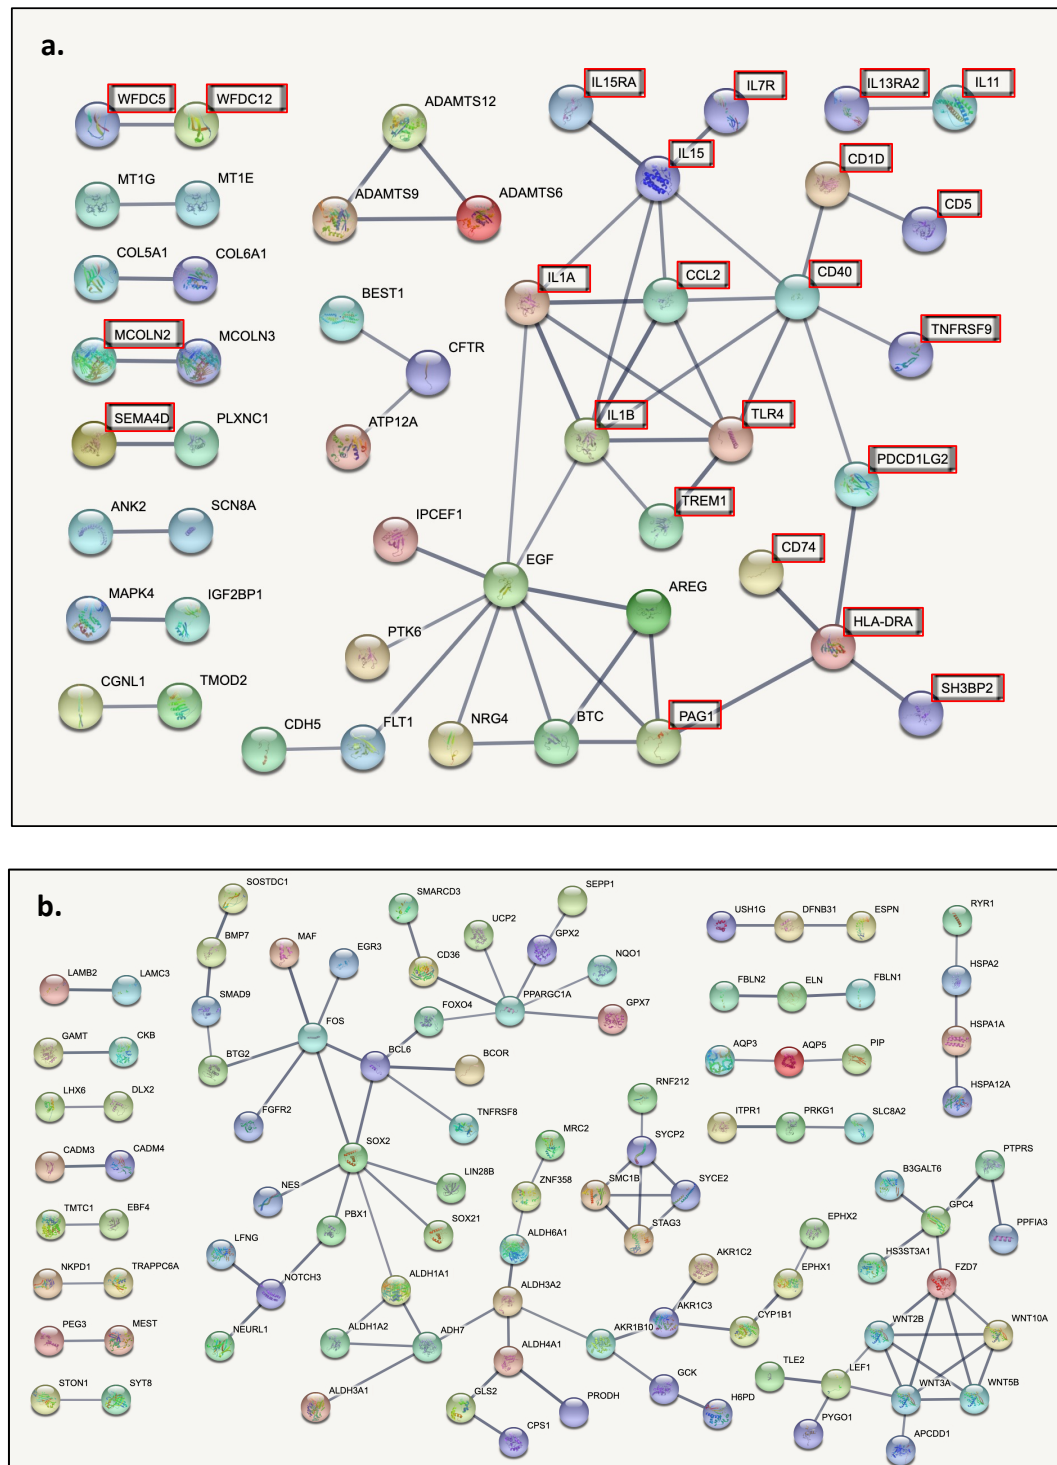 a.
WFDC5
WFDC12
ADAMTS12
IL15RA
IL7R
IL13RA2
IL11
IL15
CD1D
MT1G
MT1E
ADAMTS9
ADAMTS6
CD5
COL5A1
COL6A1
IL1A
CCL2
CD40
BEST1
TNFRSF9
MCOLN2
MCOLN3
CFTR
SEMA4D
PLXNC1
ATP12A
IL1B
TLR4
PDCD1LG2
ANK2
SCN8A
TREM1
IPCEF1
CD74
EGF
AREG
MAPK4
IGF2BP1
PTK6
HLA-DRA
CGNL1
TMOD2
SH3BP2
CDH5
FLT1
NRG4
BTC
PAG1
b.
SOSTDC1
SMARCD3
SEPP1
UCP2
USH1G
DFNB31
ESPN
RYR1
BMP7
MAF
EGR3
CD36
GPX2
NQO1
LAMB2
LAMC3
HSPA2
FBLN2
ELN
FBLN1
SMAD9
FOXO4
PPARGC1A
GPX7
FOS
GAMT
CKB
BTG2
BCL6
BCOR
HSPA1A
AQP3
AQP5
PIP
LHX6
DLX2
FGFR2
TNFRSF8
RNF212
HSPA12A
ITPR1
PRKG1
SLC8A2
MRC2
SOX2
SYCP2
CADM3
CADM4
NES
LIN28B
ZNF358
SMC1B
SYCE2
B3GALT6
PTPRS
GPC4
TMTC1
EBF4
PBX1
SOX21
ALDH6A1
STAG3
EPHX2
HS3ST3A1
PPFIA3
LFNG
AKR1C2
EPHX1
FZD7
NKPD1
TRAPPC6A
NOTCH3
ALDH1A1
ALDH3A2
AKR1C3
CYP1B1
WNT2B
WNT10A
PEG3
MEST
NEURL1
ALDH1A2
ADH7
ALDH4A1
AKR1B10
TLE2
LEF1
WNT3A
WNT5B
STON1
SYT8
ALDH3A1
GLS2
PRODH
GCK
H6PD
CPS1
PYGO1
APCDD1